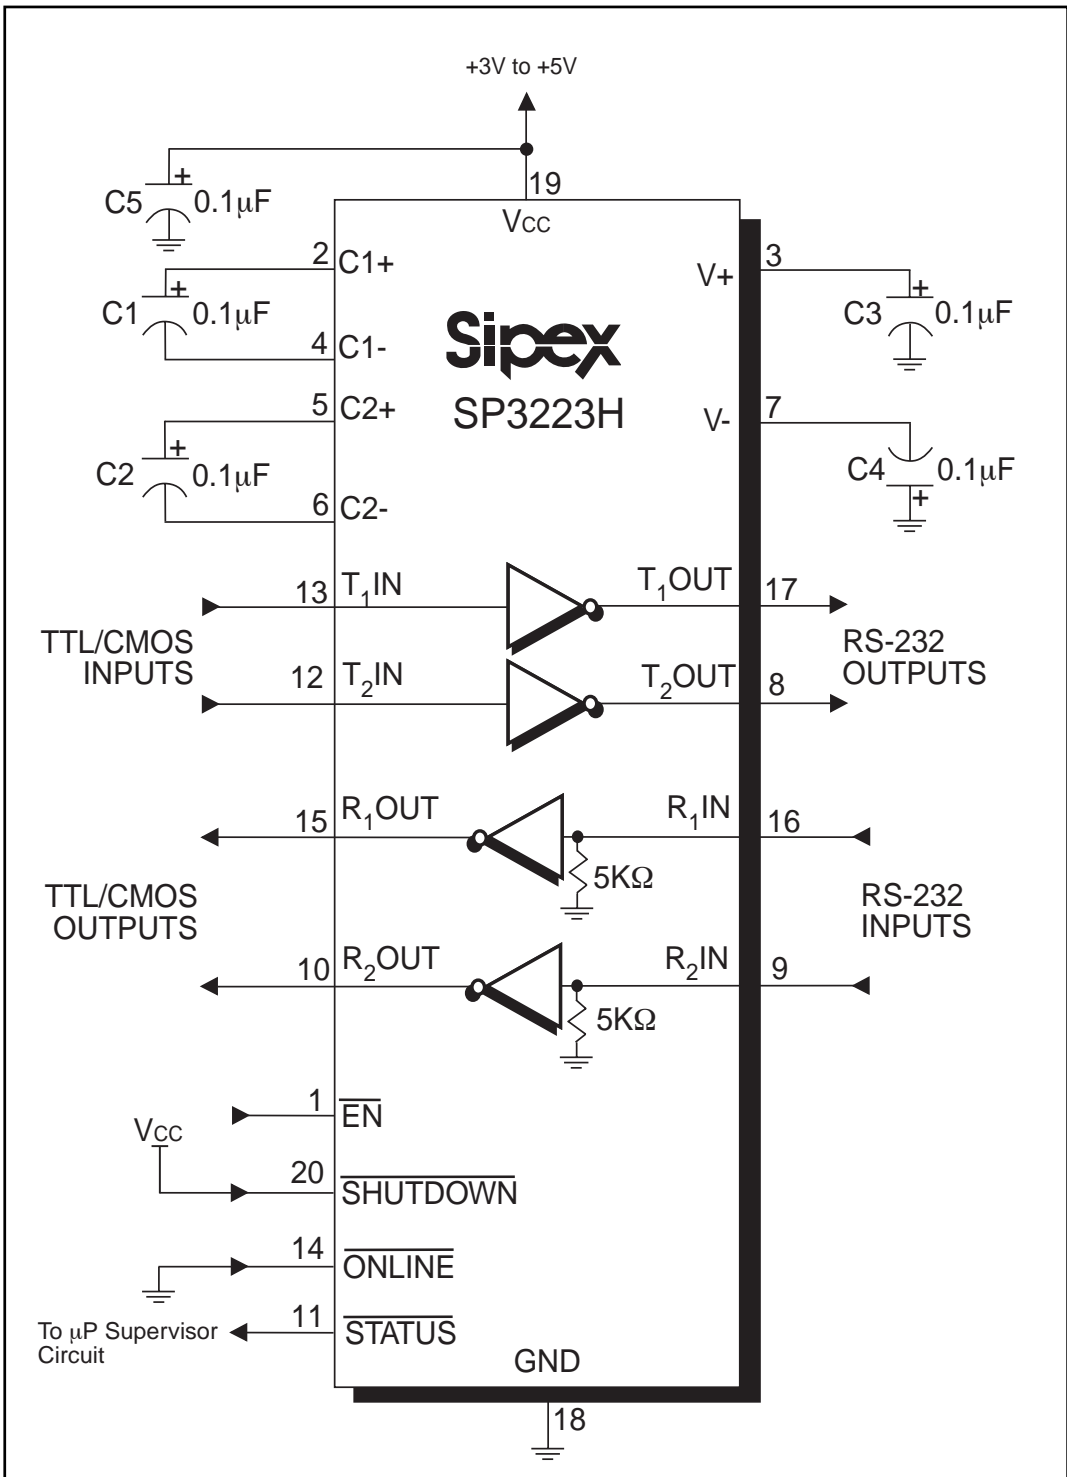 +3V to +5V
19
VCC
C5
+
0.1μF
2
C1+
C1
+
0.1μF
4
C1-
5
C2+
C2
+
0.1μF
6
C2-
Sipex
SP3223H
3
V+
C3
+
0.1μF
7
V-
C4
0.1μF
+
13
T1IN
T1OUT
17
TTL/CMOS
INPUTS
RS-232
OUTPUTS
12
T2IN
T2OUT
8
15
R1OUT
R1IN
16
5KΩ
TTL/CMOS
OUTPUTS
RS-232
INPUTS
10
R2OUT
R2IN
9
5KΩ
1
EN
VCC
20
SHUTDOWN
14
ONLINE
11
STATUS
To μP Supervisor
Circuit
GND
18